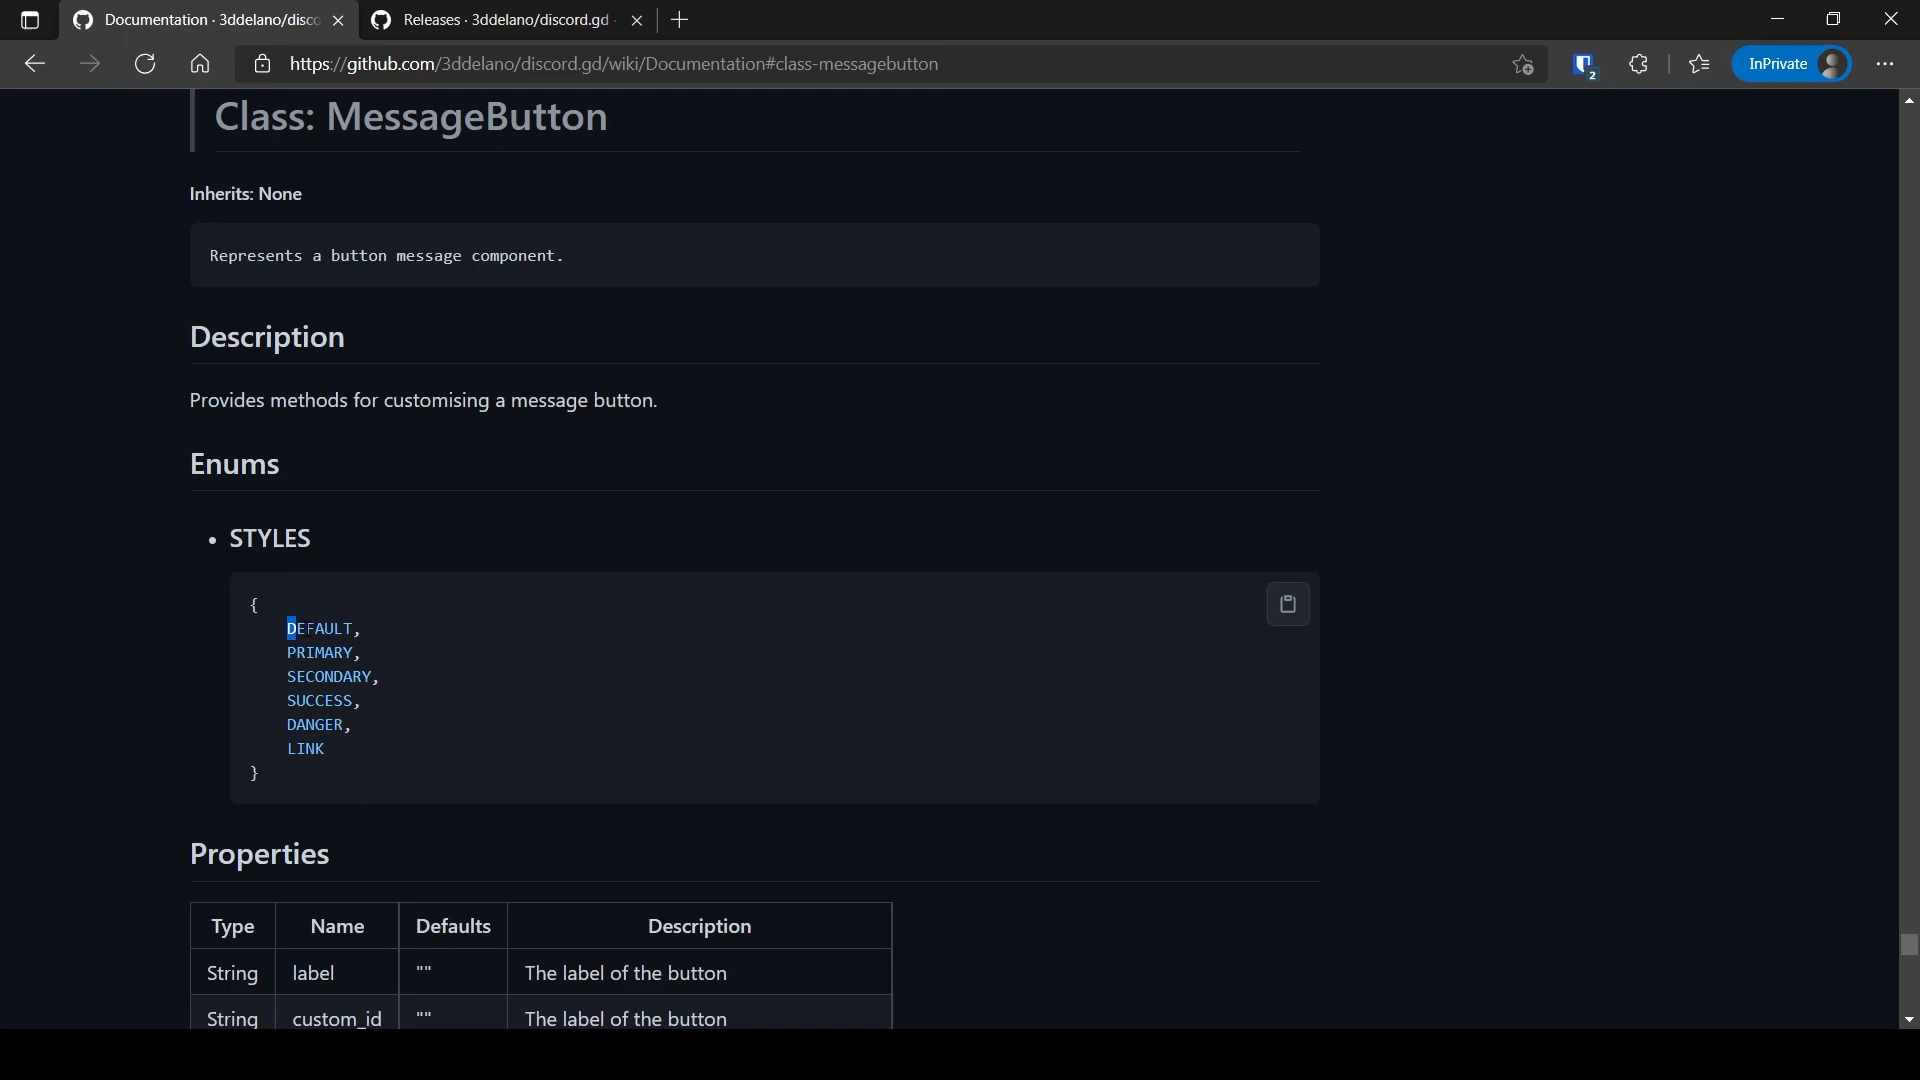 Documentation · 3ddelano/disco
Releases · 3ddelano/discord.gd
https://github.com/3ddelano/discord.gd/wiki/Documentation#class-messagebutton
2
InPrivate
Class: MessageButton
Inherits: None
Represents a button message component.
Description
Provides methods for customising a message button.
Enums
• STYLES
{
DEFAULT,
PRIMARY,
SECONDARY,
SUCCESS,
DANGER,
LINK
}
Properties
Type Name Defaults Description
String label "" The label of the button
String custom_id "" The label of the button